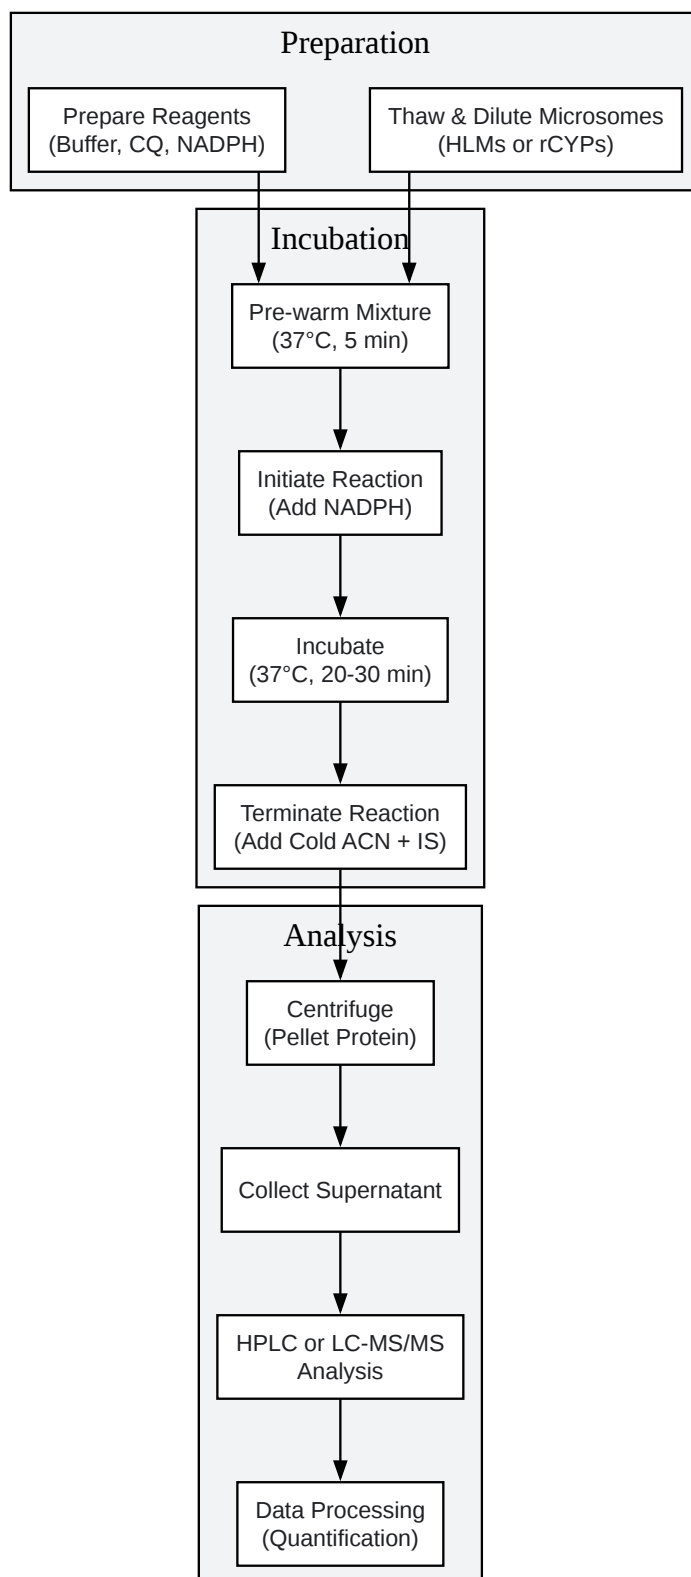 Preparation
Prepare Reagents
(Buffer, CQ, NADPH)
Thaw & Dilute Microsomes
(HLMs or rCYPs)
Incubation
Pre-warm Mixture
(37°C, 5 min)
Initiate Reaction
(Add NADPH)
Incubate
(37°C, 20-30 min)
Terminate Reaction
(Add Cold ACN + IS)
Analysis
Centrifuge
(Pellet Protein)
Collect Supernatant
HPLC or LC-MS/MS
Analysis
Data Processing
(Quantification)